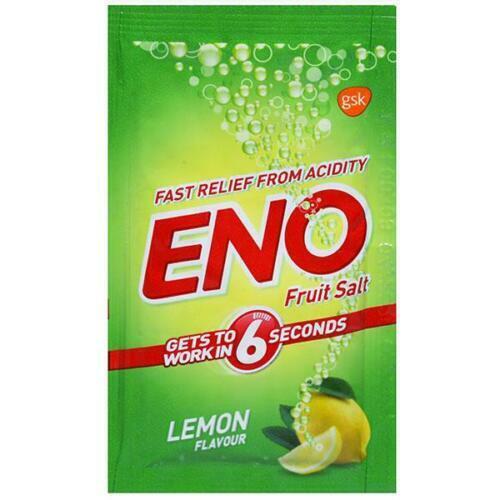 gsk
FAST RELIEF FROM ACIDITY
ENO
Fruit Salt
GETS TO
WORK IN 6 SECONDS
LEMON
FLAVOUR